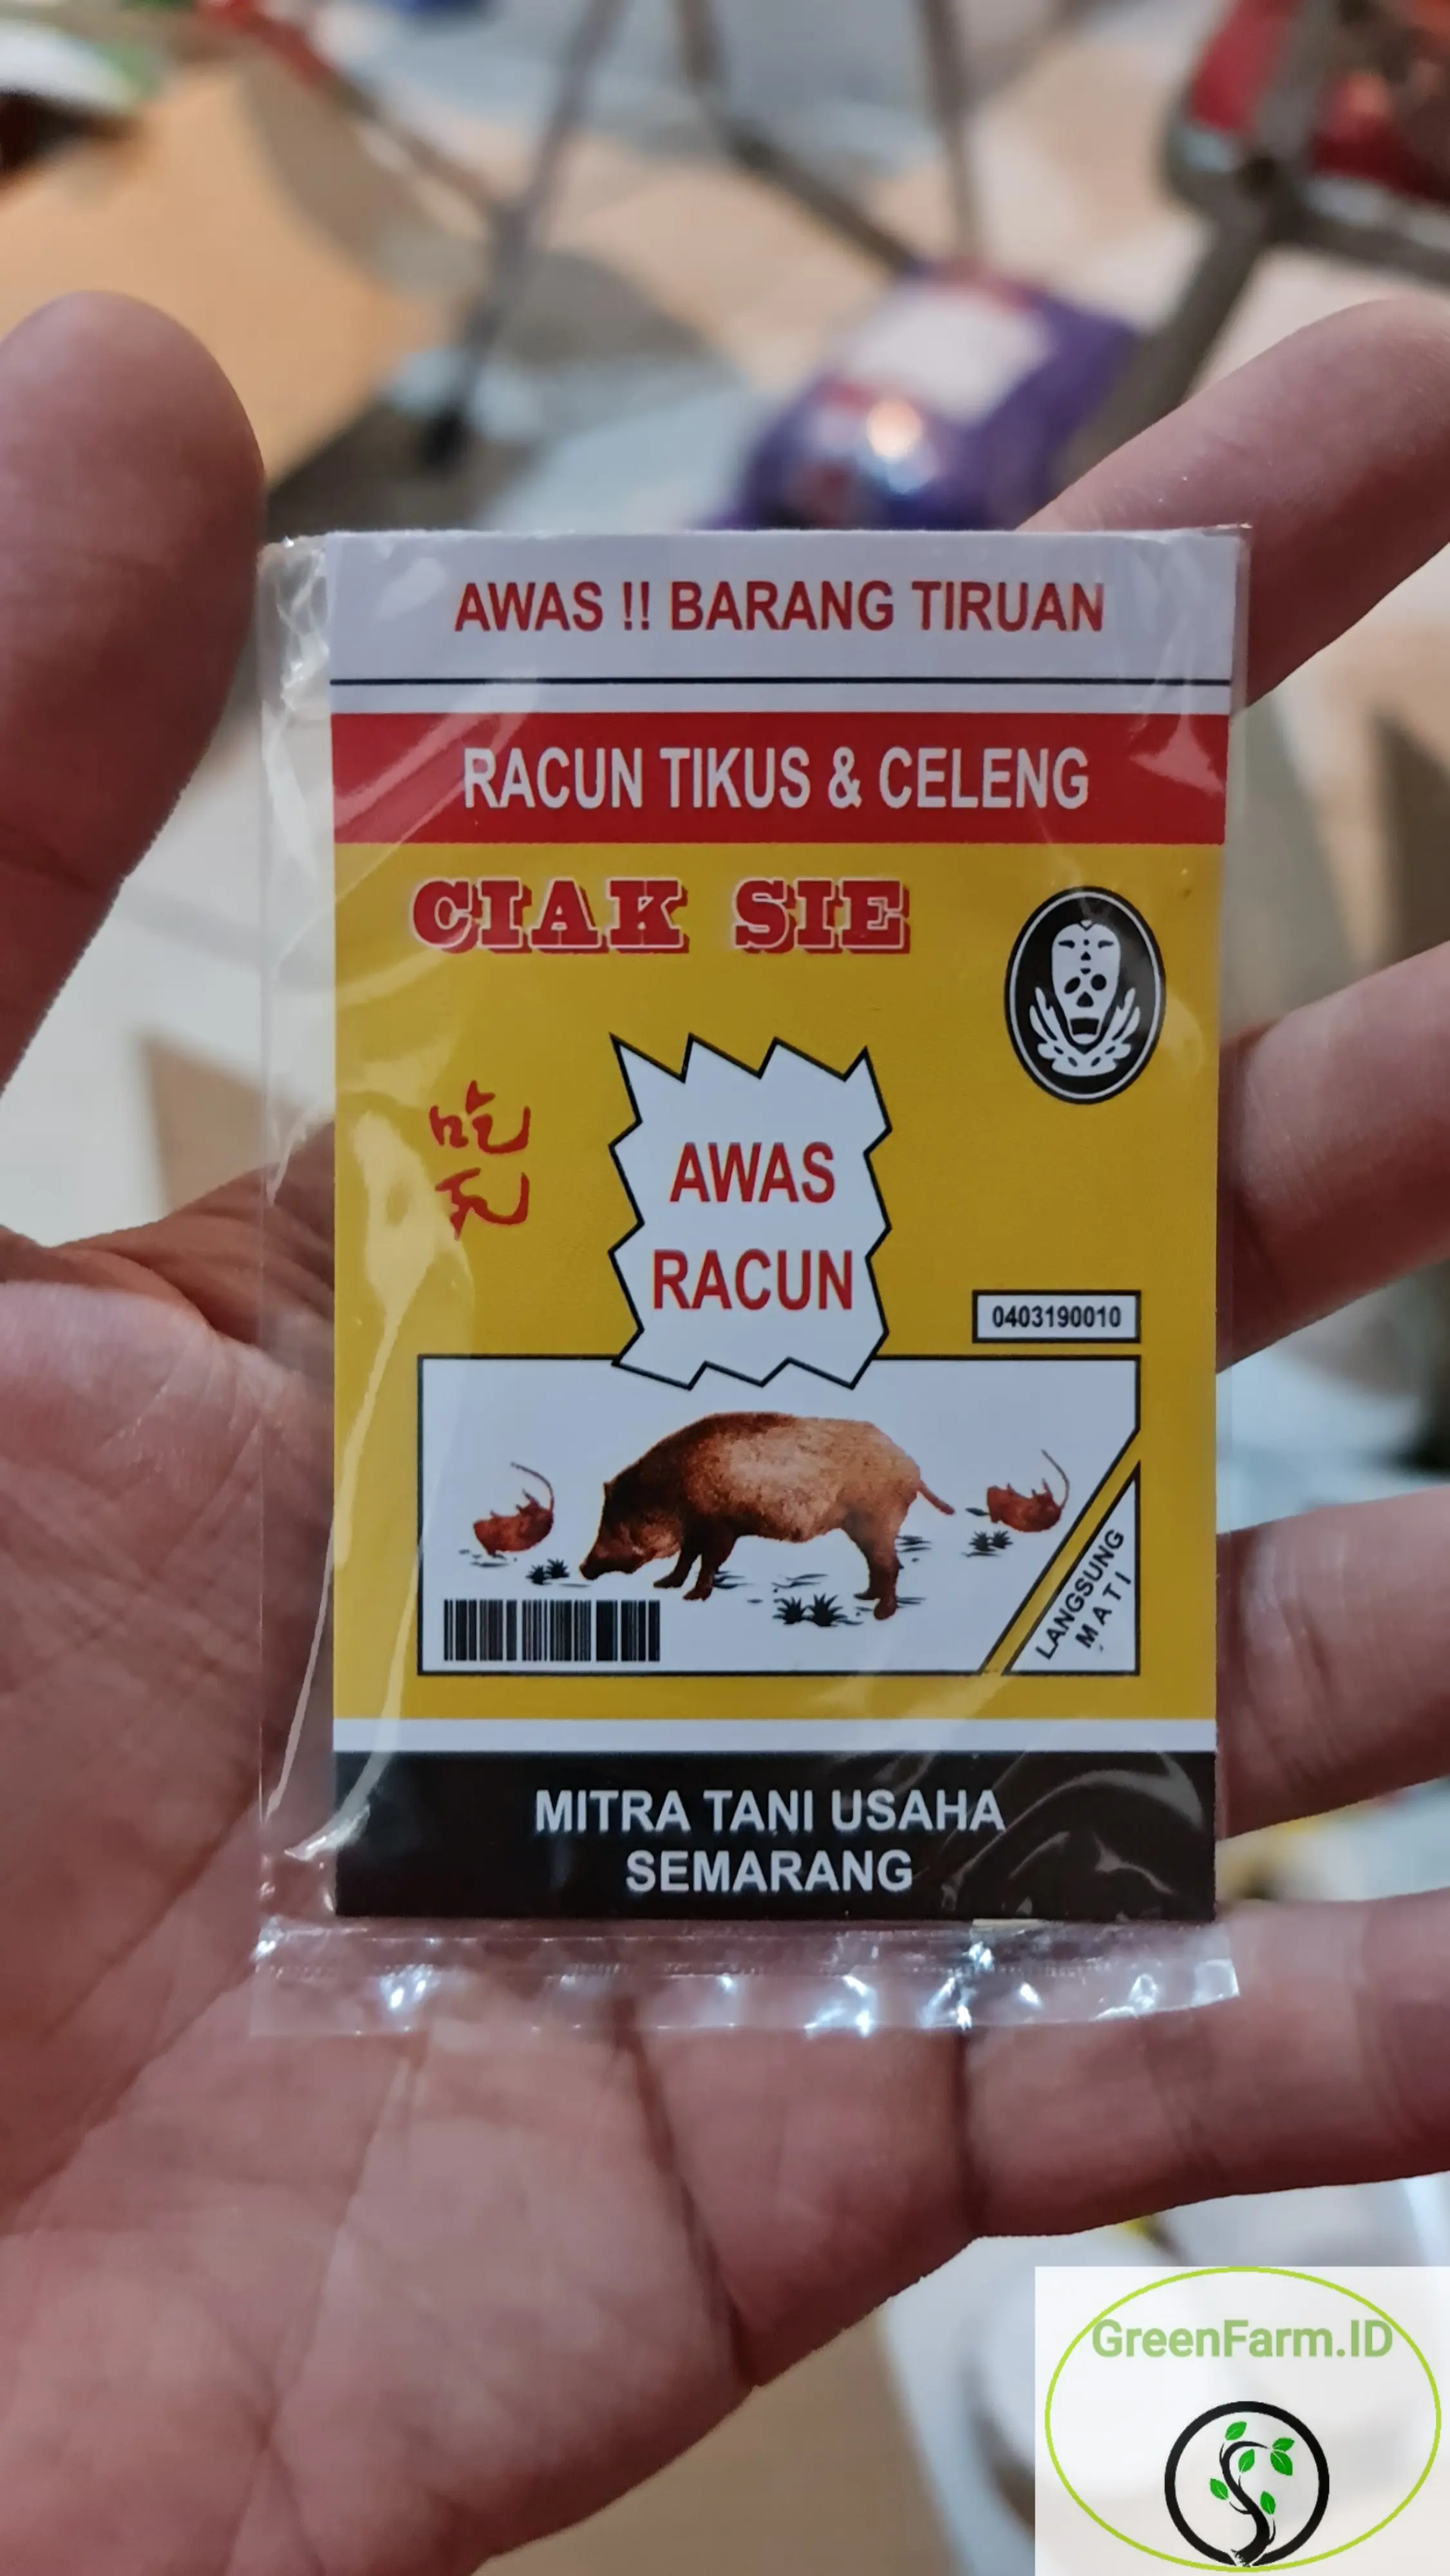 AWAS !! BARANG TIRUAN
RACUN TIKUS & CELENG
CIAK SIE
吃
AWAS
RACUN
0403190010
LANGSUNG
MATI
MITRA TANI USAHA
SEMARANG
GreenFarm.ID